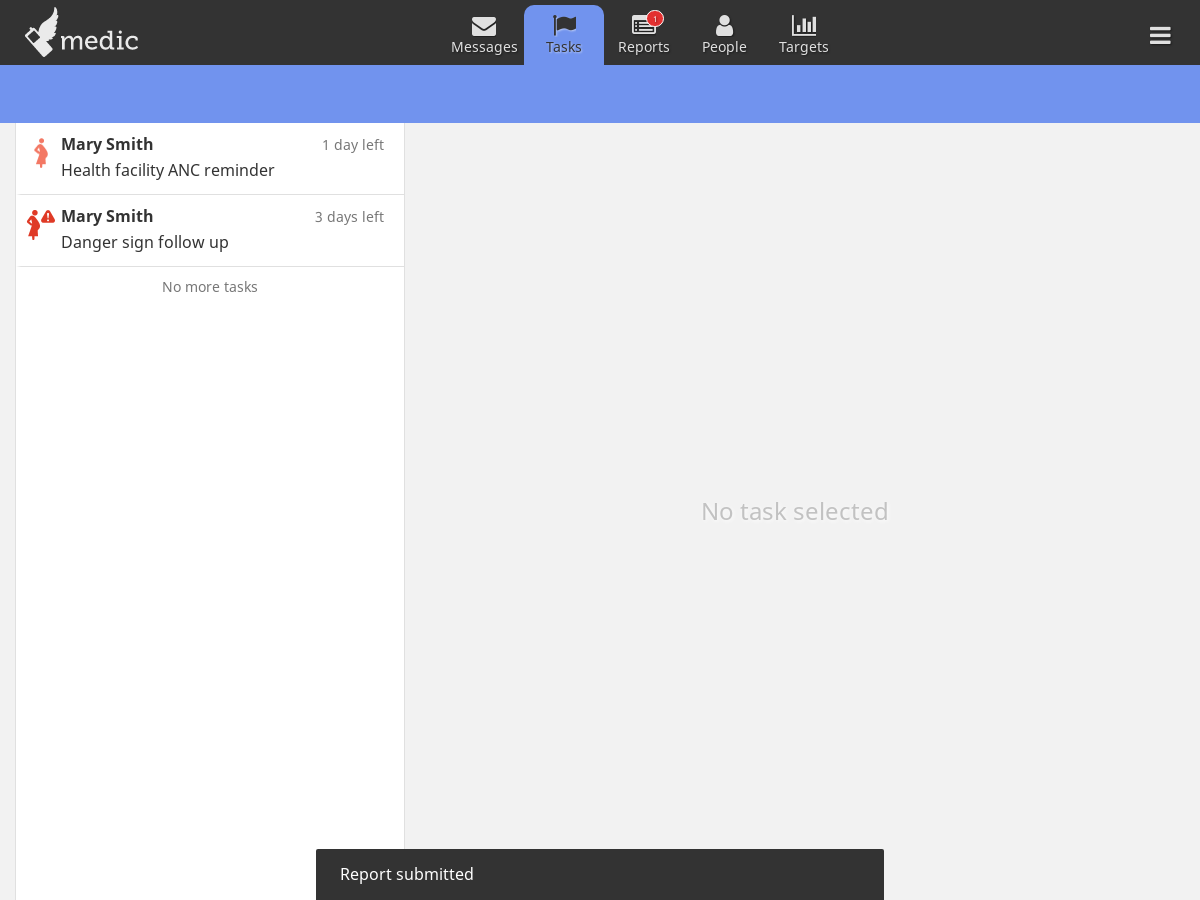 medic
Messages
Tasks
1
Reports
People
Targets
Mary Smith
1 day left
Health facility ANC reminder
Mary Smith
3 days left
Danger sign follow up
No more tasks
No task selected
Report submitted